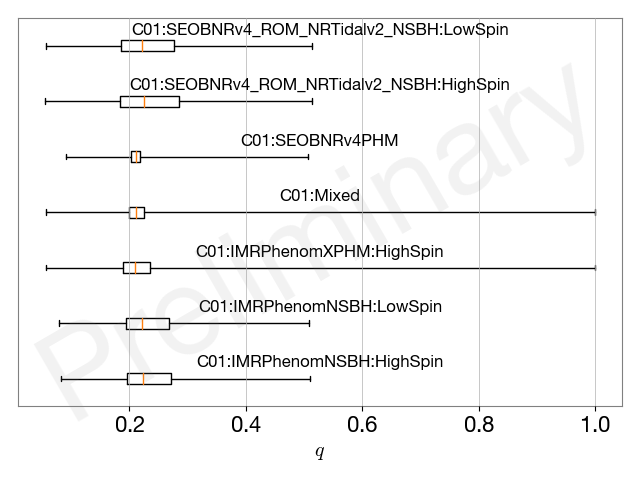 C01:SEOBNRv4_ROM_NRTidalv2_NSBH:LowSpin
C01:SEOBNRv4_ROM_NRTidalv2_NSBH:HighSpin
C01:SEOBNRv4PHM
C01:Mixed
C01:IMRPhenomXPHM:HighSpin
C01:IMRPhenomNSBH:LowSpin
C01:IMRPhenomNSBH:HighSpin
Preliminary
0.2 0.4 0.6 0.8 1.0
q